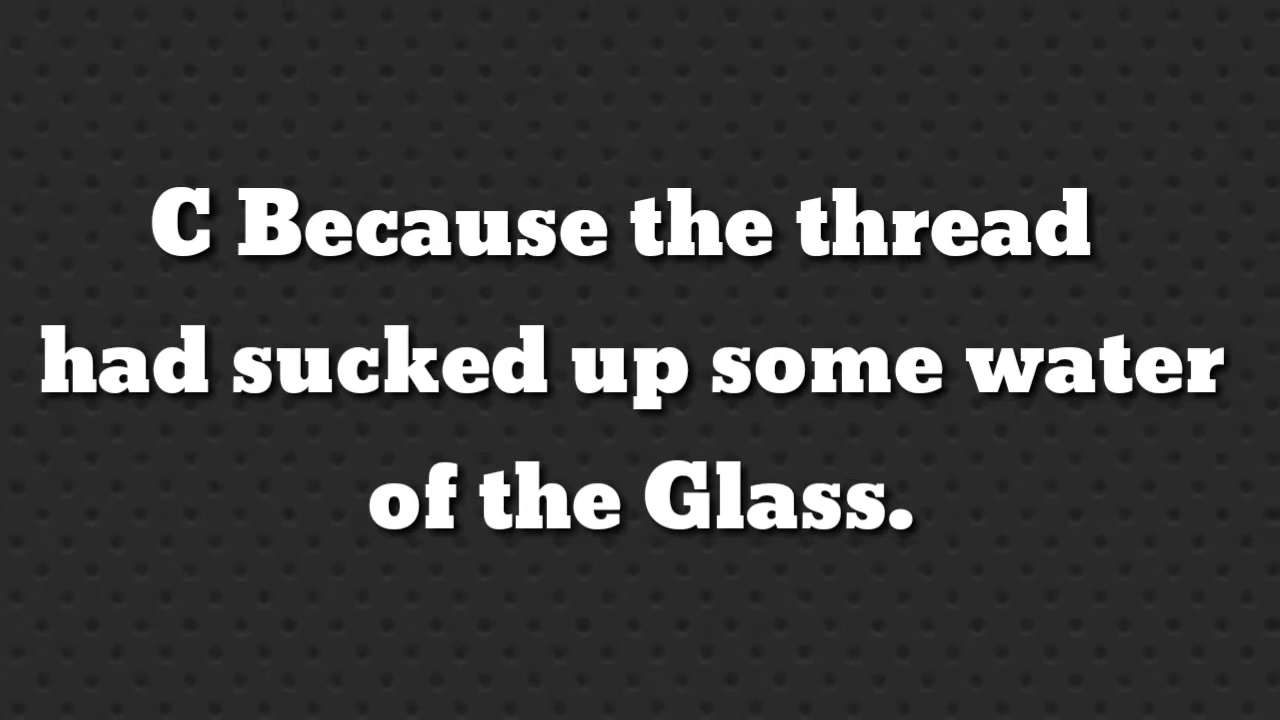 C Because the thread
had sucked up some water
of the Glass.